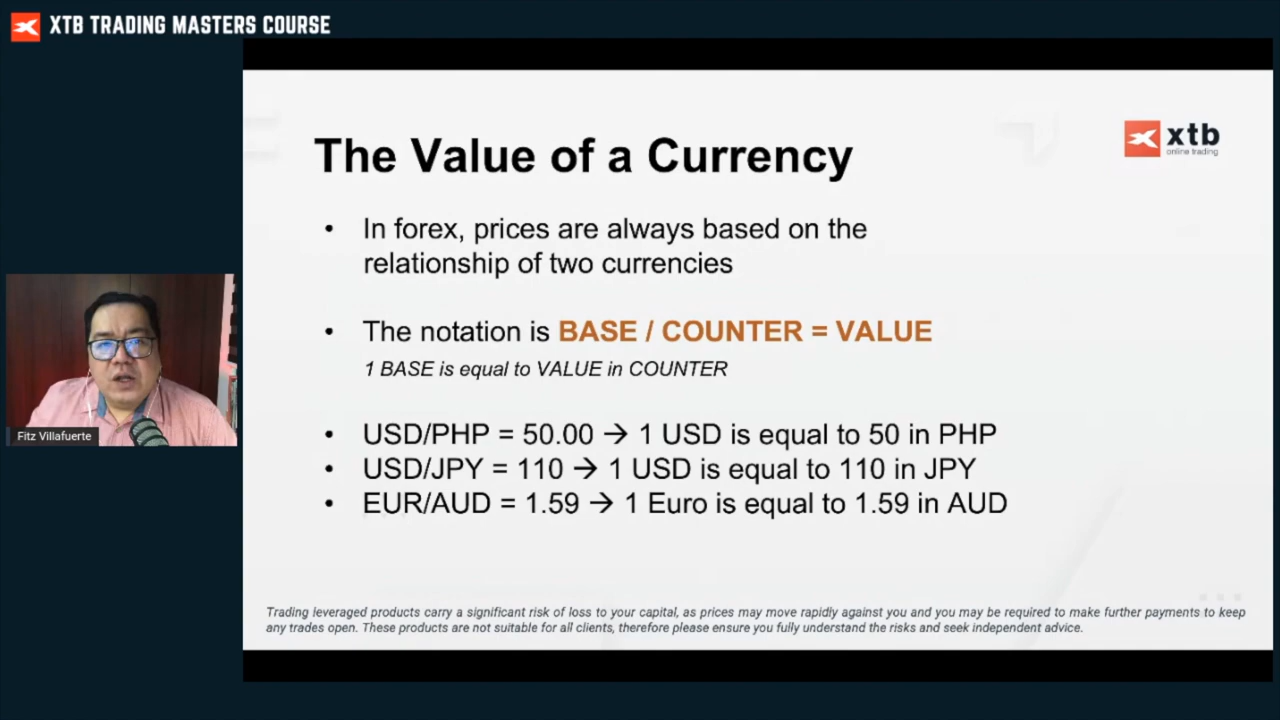 XTB TRADING MASTERS COURSE
xtb
online trading
The Value of a Currency
• In forex, prices are always based on the
relationship of two currencies
• The notation is BASE / COUNTER = VALUE
1 BASE is equal to VALUE in COUNTER
• USD/PHP = 50.00 → 1 USD is equal to 50 in PHP
• USD/JPY = 110 → 1 USD is equal to 110 in JPY
• EUR/AUD = 1.59 → 1 Euro is equal to 1.59 in AUD
Fitz Villafuerte
Trading leveraged products carry a significant risk of loss to your capital, as prices may move rapidly against you and you may be required to make further payments to keep
any trades open. These products are not suitable for all clients, therefore please ensure you fully understand the risks and seek independent advice.